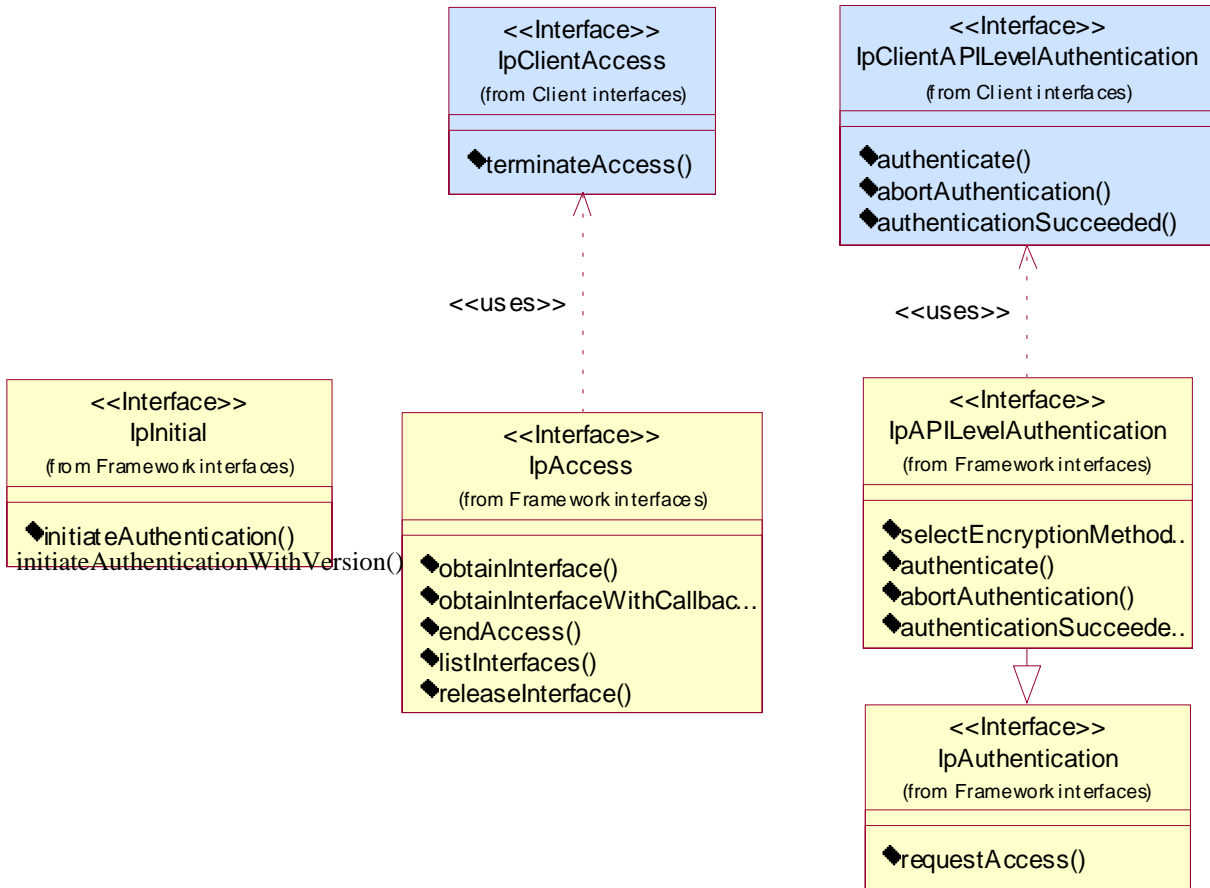 <<Interface>>
IpClientAccess
(from Client interfaces)
terminateAccess()
<<Interface>>
IpClientAPILevelAuthentication
(from Client interfaces)
authenticate()
abortAuthentication()
authenticationSucceeded()
<<uses>>
<<uses>>
<<Interface>>
IpInitial
(from Framework interfaces)
initiateAuthentication()
initiateAuthenticationWithVersion()
<<Interface>>
IpAccess
(from Framework interfaces)
obtainInterface()
obtainInterfaceWithCallbac...
endAccess()
listInterfaces()
releaseInterface()
<<Interface>>
IpAPILevelAuthentication
(from Framework interfaces)
selectEncryptionMethod..
authenticate()
abortAuthentication()
authenticationSucceede..
<<Interface>>
IpAuthentication
(from Framework interfaces)
requestAccess()